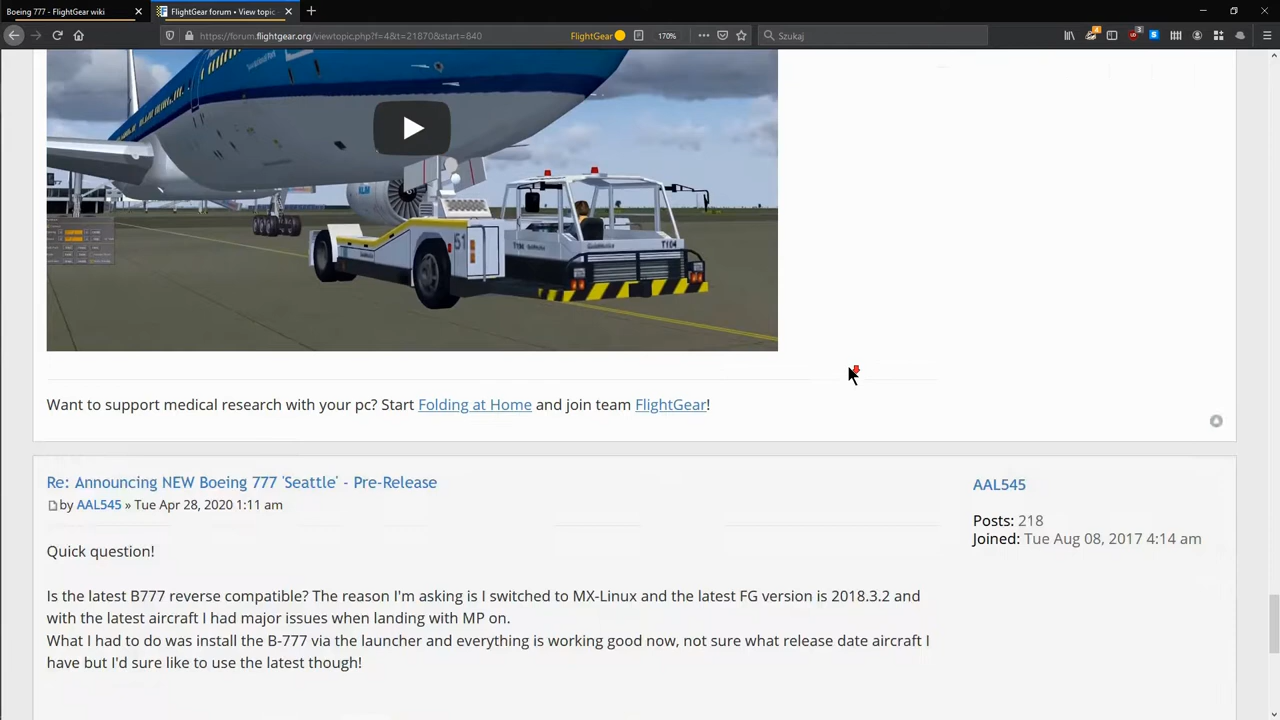 Boeing 777 - FlightGear wiki
FlightGear forum • View topic -
https://forum.flightgear.org/viewtopic.php?f=4&t=21870&start=840
FlightGear
170%
Szukaj
51
T104
Want to support medical research with your pc? Start Folding at Home and join team FlightGear!
Re: Announcing NEW Boeing 777 'Seattle' - Pre-Release
by AAL545 » Tue Apr 28, 2020 1:11 am
AAL545
Posts: 218
Joined: Tue Aug 08, 2017 4:14 am
Quick question!
Is the latest B777 reverse compatible? The reason I'm asking is I switched to MX-Linux and the latest FG version is 2018.3.2 and
with the latest aircraft I had major issues when landing with MP on.
What I had to do was install the B-777 via the launcher and everything is working good now, not sure what release date aircraft I
have but I'd sure like to use the latest though!